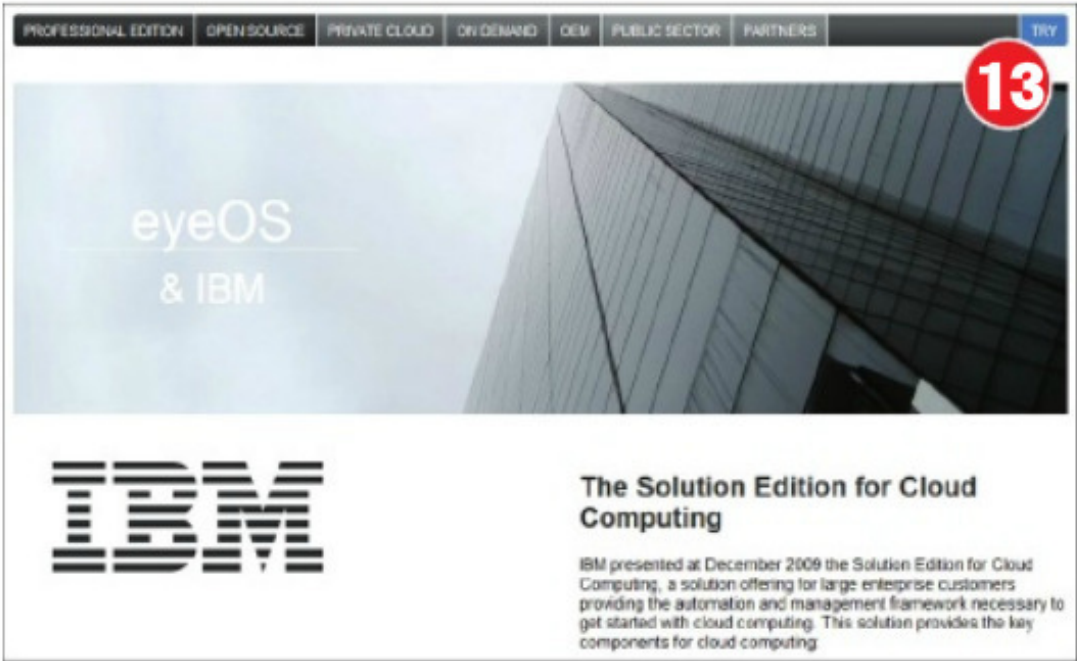 PROFESSIONAL EDITION OPEN SOURCE PRIVATE CLOUD ON DEMAND OEM PUBLIC SECTOR PARTNERS TRY
13
eyeOS
& IBM
IBM
The Solution Edition for Cloud
Computing
IBM presented at December 2009 the Solution Edition for Cloud
Computing, a solution offering for large enterprise customers
providing the automation and management framework necessary to
get started with cloud computing. This solution provides the key
components for cloud computing: